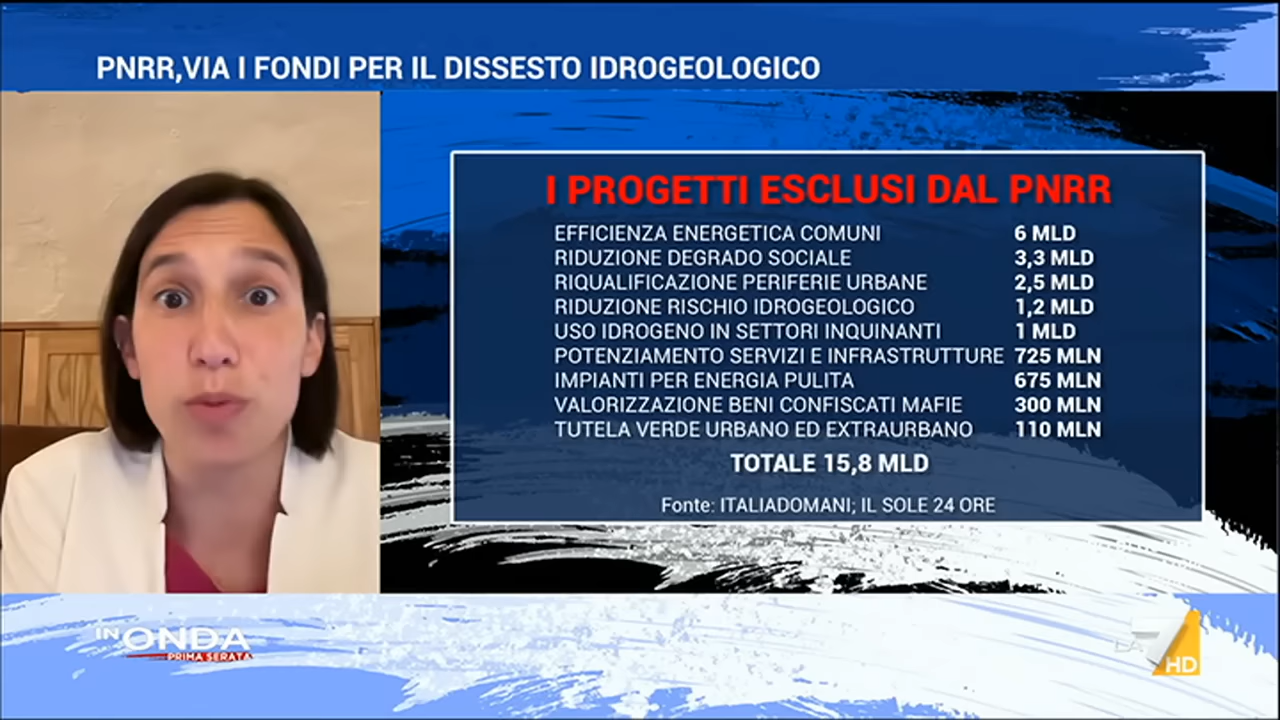 PNRR,VIA I FONDI PER IL DISSESTO IDROGEOLOGICO
I PROGETTI ESCLUSI DAL PNRR
EFFICIENZA ENERGETICA COMUNI 6 MLD
RIDUZIONE DEGRADO SOCIALE 3,3 MLD
RIQUALIFICAZIONE PERIFERIE URBANE 2,5 MLD
RIDUZIONE RISCHIO IDROGEOLOGICO 1,2 MLD
USO IDROGENO IN SETTORI INQUINANTI 1 MLD
POTENZIAMENTO SERVIZI E INFRASTRUTTURE 725 MLN
IMPIANTI PER ENERGIA PULITA 675 MLN
VALORIZZAZIONE BENI CONFISCATI MAFIE 300 MLN
TUTELA VERDE URBANO ED EXTRAURBANO 110 MLN
TOTALE 15,8 MLD
Fonte: ITALIADOMANI; IL SOLE 24 ORE
IN ONDA
PRIMA SERATA
LA 7
HD